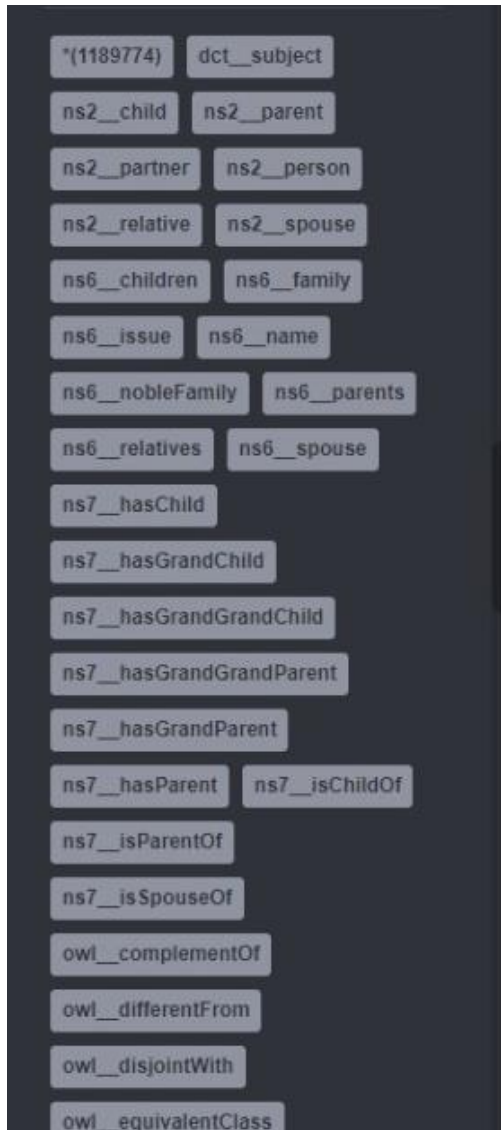 *(1189774) dct__subject
ns2__child ns2__parent
ns2__partner ns2__person
ns2__relative ns2__spouse
ns6__children ns6__family
ns6__issue ns6__name
ns6__nobleFamily ns6__parents
ns6__relatives ns6__spouse
ns7__hasChild
ns7__hasGrandChild
ns7__hasGrandGrandChild
ns7__hasGrandGrandParent
ns7__hasGrandParent
ns7__hasParent ns7__isChildOf
ns7__isParentOf
ns7__isSpouseOf
owl__complementOf
owl__differentFrom
owl__disjointWith
owl__equivalentClass